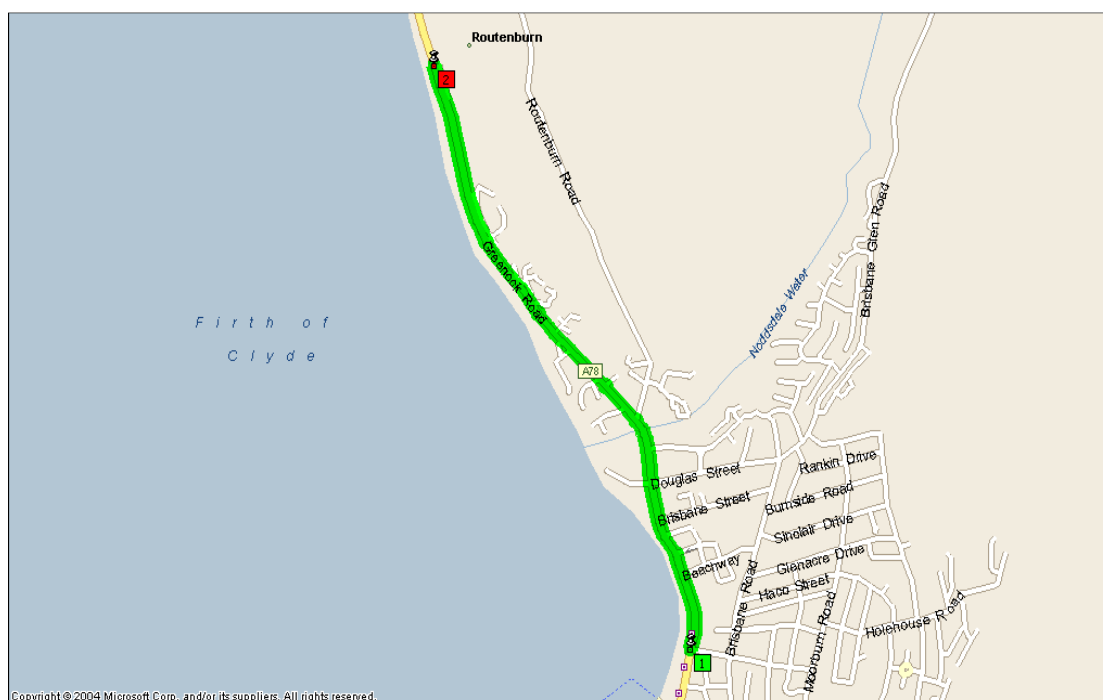 Routenburn
2
Routenburn Road
Brisbane Glen Road
Greenock Road
Noddsdale Water
Firth of
Clyde
A78
Douglas Street
Rankin Drive
Brisbane Street
Burnside Road
Sinclair Drive
Beachway
Glenacre Drive
Haco Street
Brisbane Road
Moorburn Road
Holehouse Road
1
Copyright © 2004 Microsoft Corp. and/or its suppliers. All rights reserved.